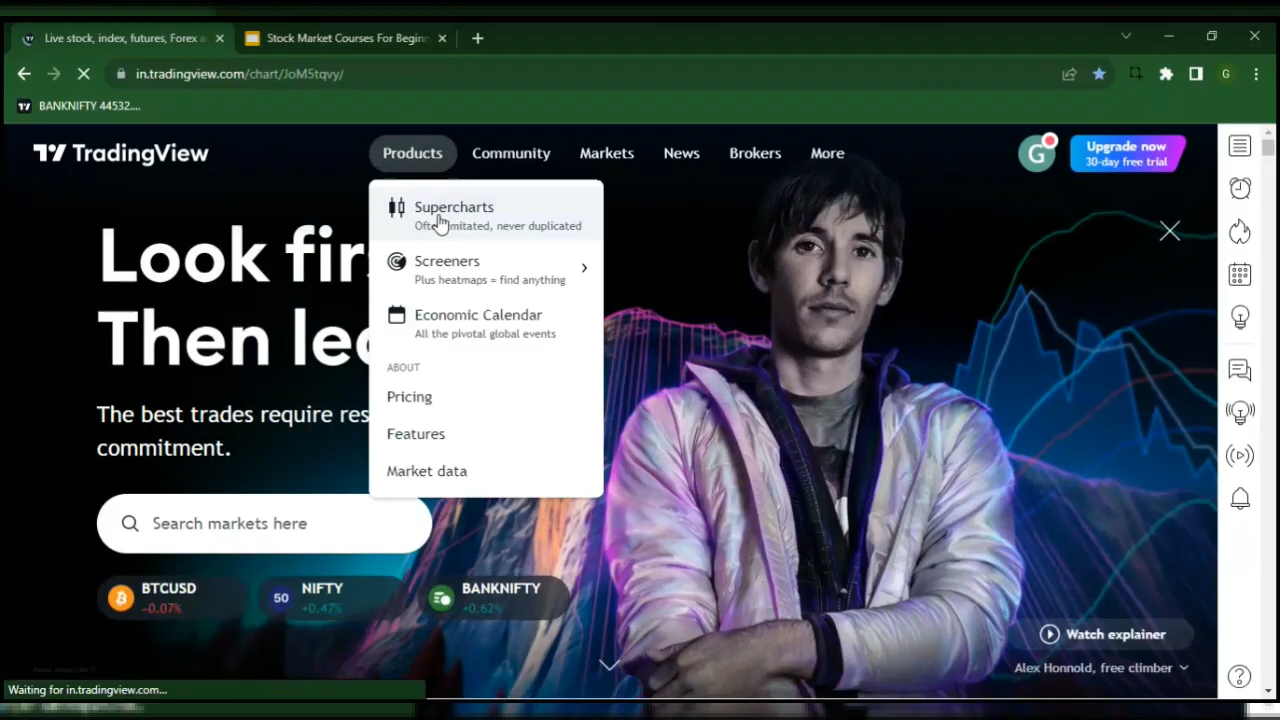 Live stock, index, futures, Forex a
Stock Market Courses For Beginn
in.tradingview.com/chart/JoM5tqvy/
G
BANKNIFTY 44532....
TradingView
Products
Community
Markets
News
Brokers
More
G
Upgrade now
30-day free trial
Look firs
Then lea
Supercharts
Often imitated, never duplicated
Screeners
Plus heatmaps = find anything
Economic Calendar
All the pivotal global events
ABOUT
Pricing
Features
Market data
The best trades require res
commitment.
Search markets here
BTCUSD
−0.07%
50
NIFTY
+0.47%
BANKNIFTY
+0.62%
Watch explainer
Alex Honnold, free climber
Waiting for in.tradingview.com...